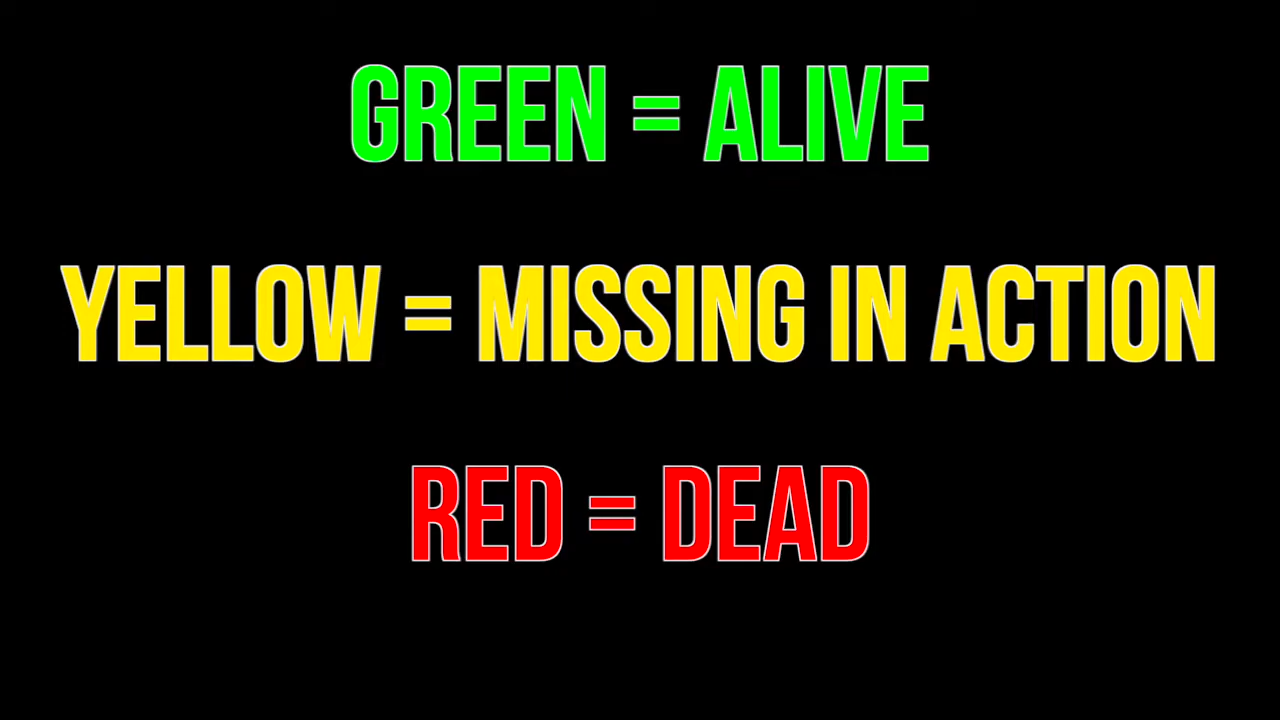 GREEN = ALIVE
YELLOW = MISSING IN ACTION
RED = DEAD